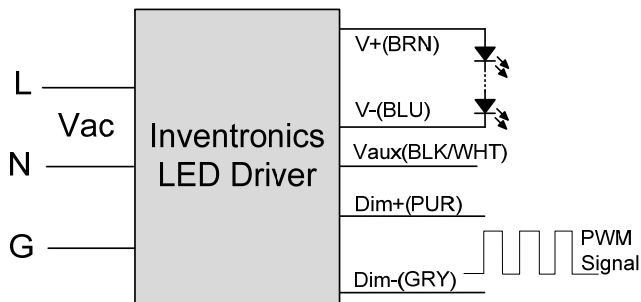 L
Vac
N
G
Inventronics
LED Driver
V+(BRN)
V-(BLU)
Vaux(BLK/WHT)
Dim+(PUR)
Dim-(GRY)
PWM
Signal